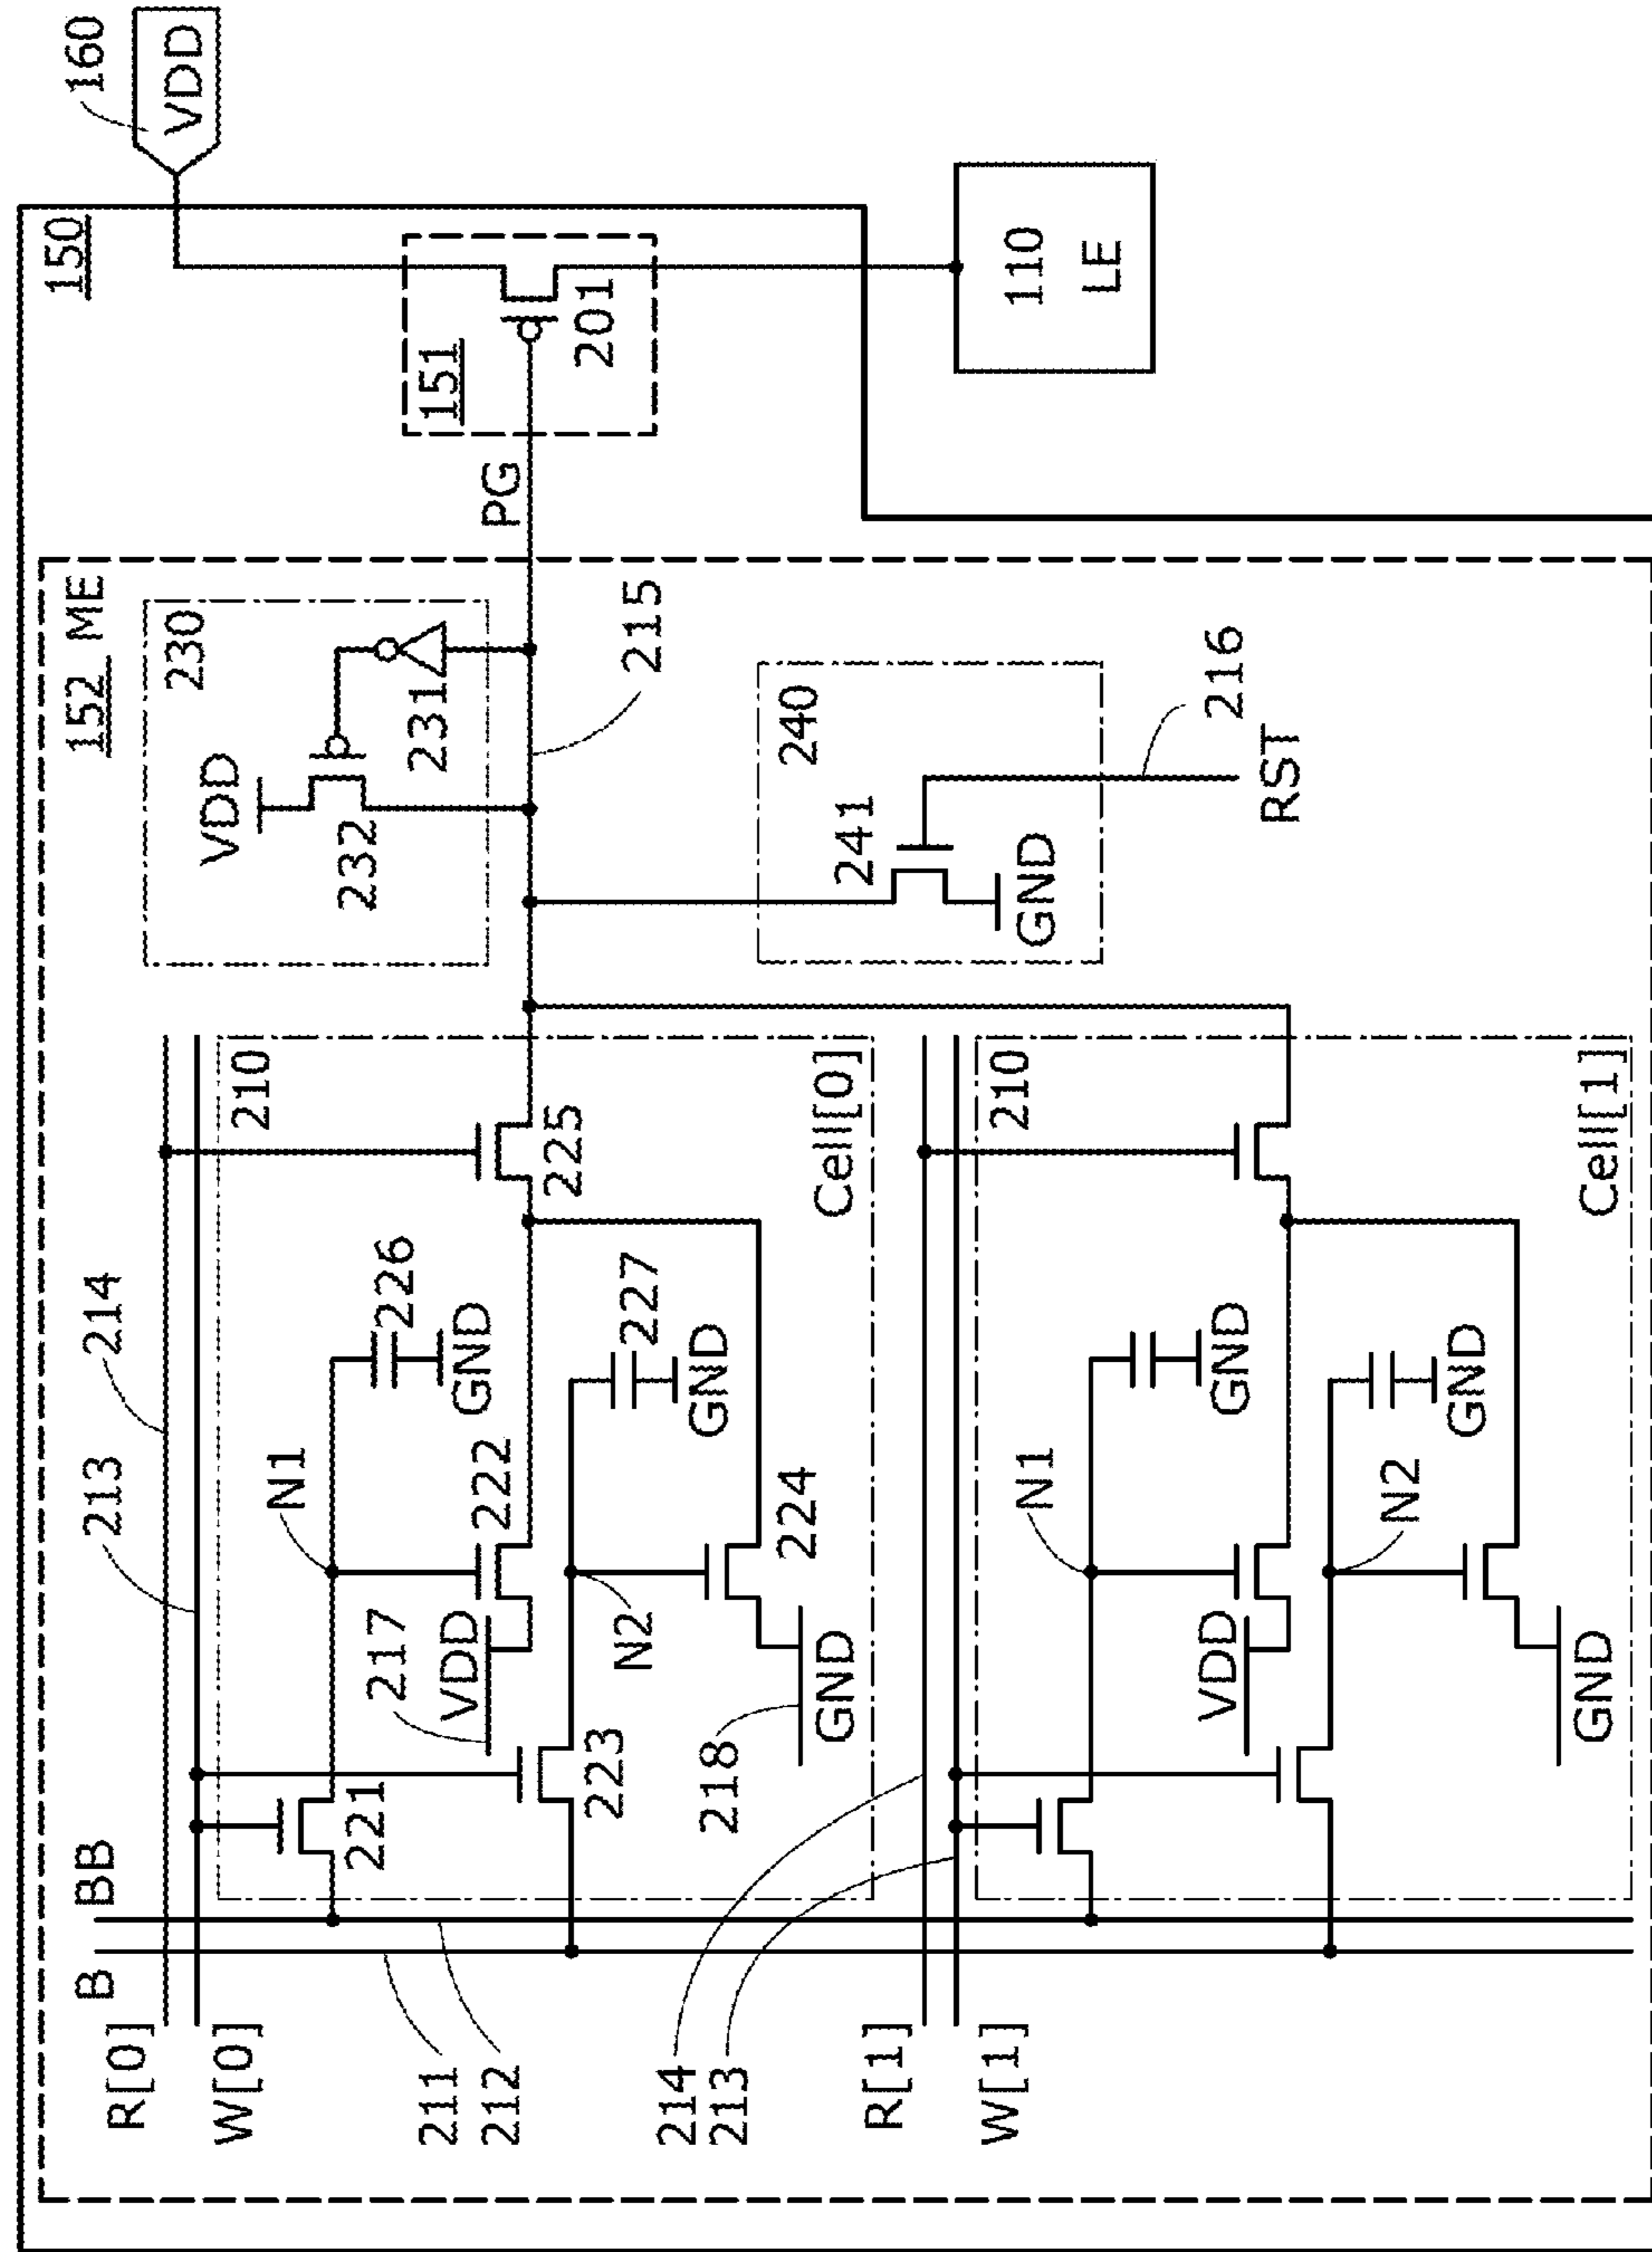 150
160
VDD
152 ME
230
VDD
232
231
PG
151
201
215
110
LE
240
241
GND
216
RST
213
214
B
BB
R[0]
W[0]
211
212
210
N1
226
GND
221
217
VDD
222
225
223
N2
227
GND
224
218
GND
Cell[0]
214
213
R[1]
W[1]
210
N1
GND
VDD
N2
GND
GND
Cell[1]